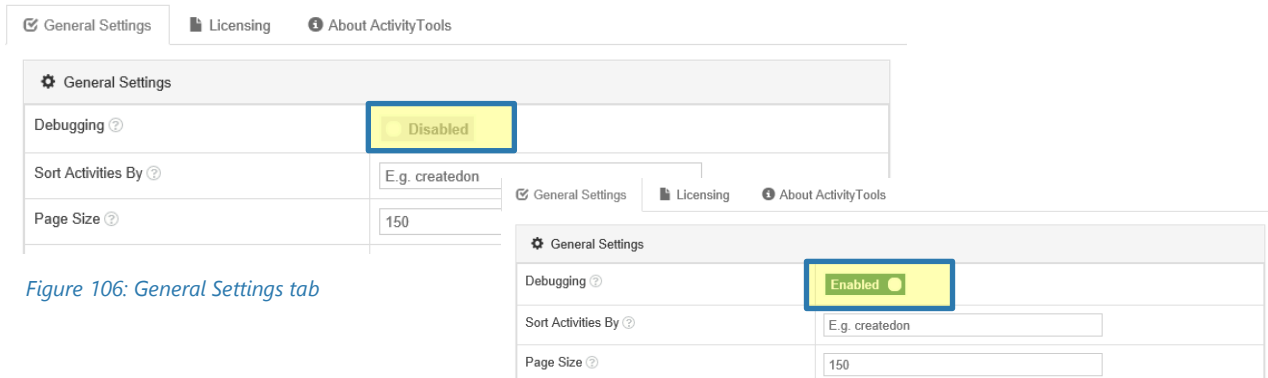 General Settings Licensing About ActivityTools
General Settings
Debugging Disabled
Sort Activities By E.g. createdon
Page Size 150
Figure 106: General Settings tab
General Settings Licensing About ActivityTools
General Settings
Debugging Enabled
Sort Activities By E.g. createdon
Page Size 150